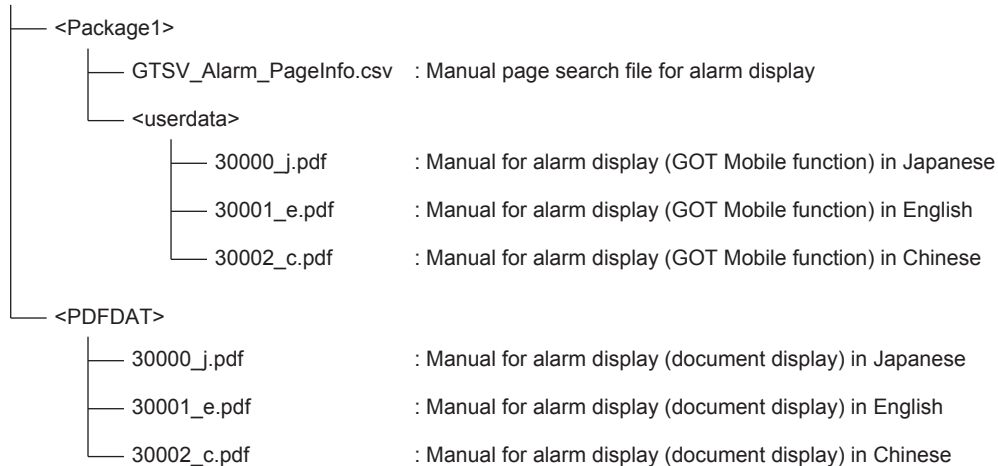 <Package1>
GTSV_Alarm_PageInfo.csv : Manual page search file for alarm display
<userdata>
30000_j.pdf : Manual for alarm display (GOT Mobile function) in Japanese
30001_e.pdf : Manual for alarm display (GOT Mobile function) in English
30002_c.pdf : Manual for alarm display (GOT Mobile function) in Chinese
<PDFDAT>
30000_j.pdf : Manual for alarm display (document display) in Japanese
30001_e.pdf : Manual for alarm display (document display) in English
30002_c.pdf : Manual for alarm display (document display) in Chinese